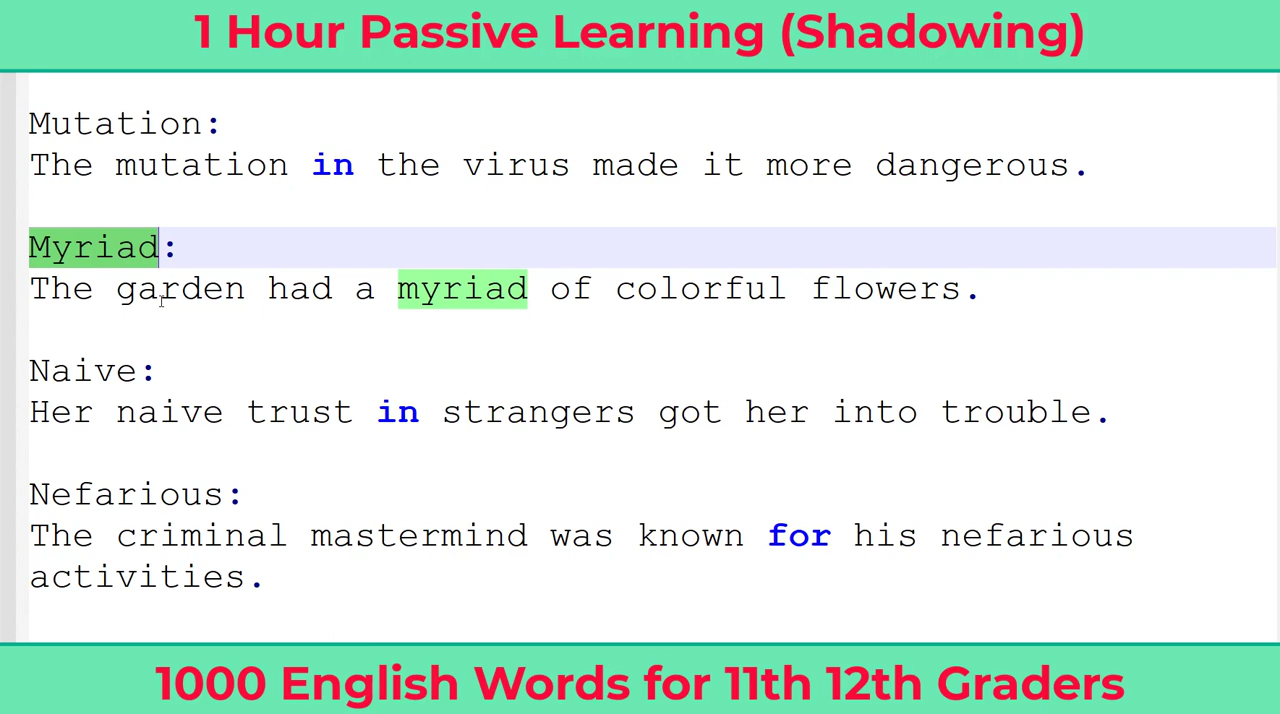 1 Hour Passive Learning (Shadowing)
Mutation:
The mutation in the virus made it more dangerous.
Myriad:
The garden had a myriad of colorful flowers.
Naive:
Her naive trust in strangers got her into trouble.
Nefarious:
The criminal mastermind was known for his nefarious
activities.
1000 English Words for 11th 12th Graders